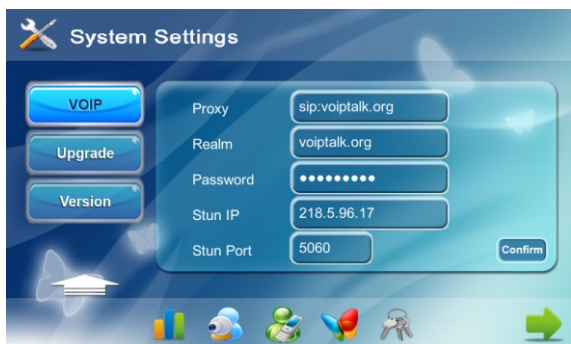 System Settings
VOIP
Upgrade
Version
Proxy sip:voiptalk.org
Realm voiptalk.org
Password •••••••••
Stun IP 218.5.96.17
Stun Port 5060
Confirm